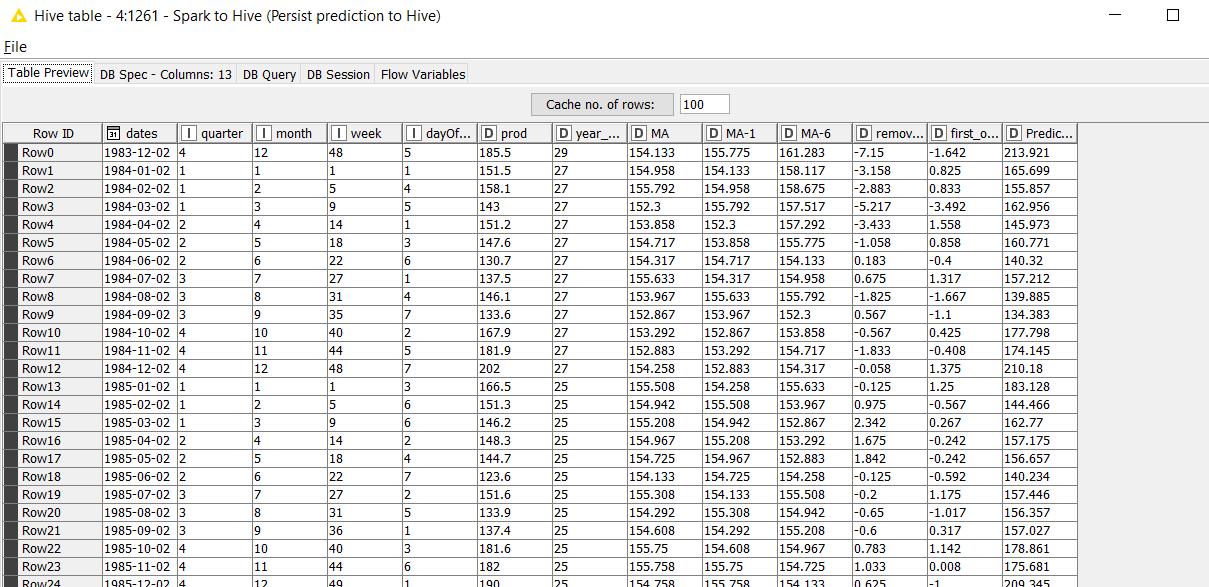 Hive table - 4:1261 - Spark to Hive (Persist prediction to Hive)
File
Table Preview DB Spec - Columns: 13 DB Query DB Session Flow Variables
Cache no. of rows: 100
Row ID 31 dates I quarter I month I week I dayOf... D prod D year_... D MA D MA-1 D MA-6 D remov... D first_o... D Predic...
Row0 1983-12-02 4 12 48 5 185.5 29 154.133 155.775 161.283 -7.15 -1.642 213.921
Row1 1984-01-02 1 1 1 1 151.5 27 154.958 154.133 158.117 -3.158 0.825 165.699
Row2 1984-02-02 1 2 5 4 158.1 27 155.792 154.958 158.675 -2.883 0.833 155.857
Row3 1984-03-02 1 3 9 5 143 27 152.3 155.792 157.517 -5.217 -3.492 162.956
Row4 1984-04-02 2 4 14 1 151.2 27 153.858 152.3 157.292 -3.433 1.558 145.973
Row5 1984-05-02 2 5 18 3 147.6 27 154.717 153.858 155.775 -1.058 0.858 160.771
Row6 1984-06-02 2 6 22 6 130.7 27 154.317 154.717 154.133 0.183 -0.4 140.32
Row7 1984-07-02 3 7 27 1 137.5 27 155.633 154.317 154.958 0.675 1.317 157.212
Row8 1984-08-02 3 8 31 4 146.1 27 153.967 155.633 155.792 -1.825 -1.667 139.885
Row9 1984-09-02 3 9 35 7 133.6 27 152.867 153.967 152.3 0.567 -1.1 134.383
Row10 1984-10-02 4 10 40 2 167.9 27 153.292 152.867 153.858 -0.567 0.425 177.798
Row11 1984-11-02 4 11 44 5 181.9 27 152.883 153.292 154.717 -1.833 -0.408 174.145
Row12 1984-12-02 4 12 48 7 202 27 154.258 152.883 154.317 -0.058 1.375 210.18
Row13 1985-01-02 1 1 1 3 166.5 25 155.508 154.258 155.633 -0.125 1.25 183.128
Row14 1985-02-02 1 2 5 6 151.3 25 154.942 155.508 153.967 0.975 -0.567 144.466
Row15 1985-03-02 1 3 9 6 146.2 25 155.208 154.942 152.867 2.342 0.267 162.77
Row16 1985-04-02 2 4 14 2 148.3 25 154.967 155.208 153.292 1.675 -0.242 157.175
Row17 1985-05-02 2 5 18 4 144.7 25 154.725 154.967 152.883 1.842 -0.242 156.657
Row18 1985-06-02 2 6 22 7 123.6 25 154.133 154.725 154.258 -0.125 -0.592 140.234
Row19 1985-07-02 3 7 27 2 151.6 25 155.308 154.133 155.508 -0.2 1.175 157.446
Row20 1985-08-02 3 8 31 5 133.9 25 154.292 155.308 154.942 -0.65 -1.017 156.357
Row21 1985-09-02 3 9 36 1 137.4 25 154.608 154.292 155.208 -0.6 0.317 157.027
Row22 1985-10-02 4 10 40 3 181.6 25 155.75 154.608 154.967 0.783 1.142 178.861
Row23 1985-11-02 4 11 44 6 182 25 155.758 155.75 154.725 1.033 0.008 175.681
Row24 1985-12-02 4 12 49 1 190 25 154.758 155.758 154.133 0.625 -1 209.345